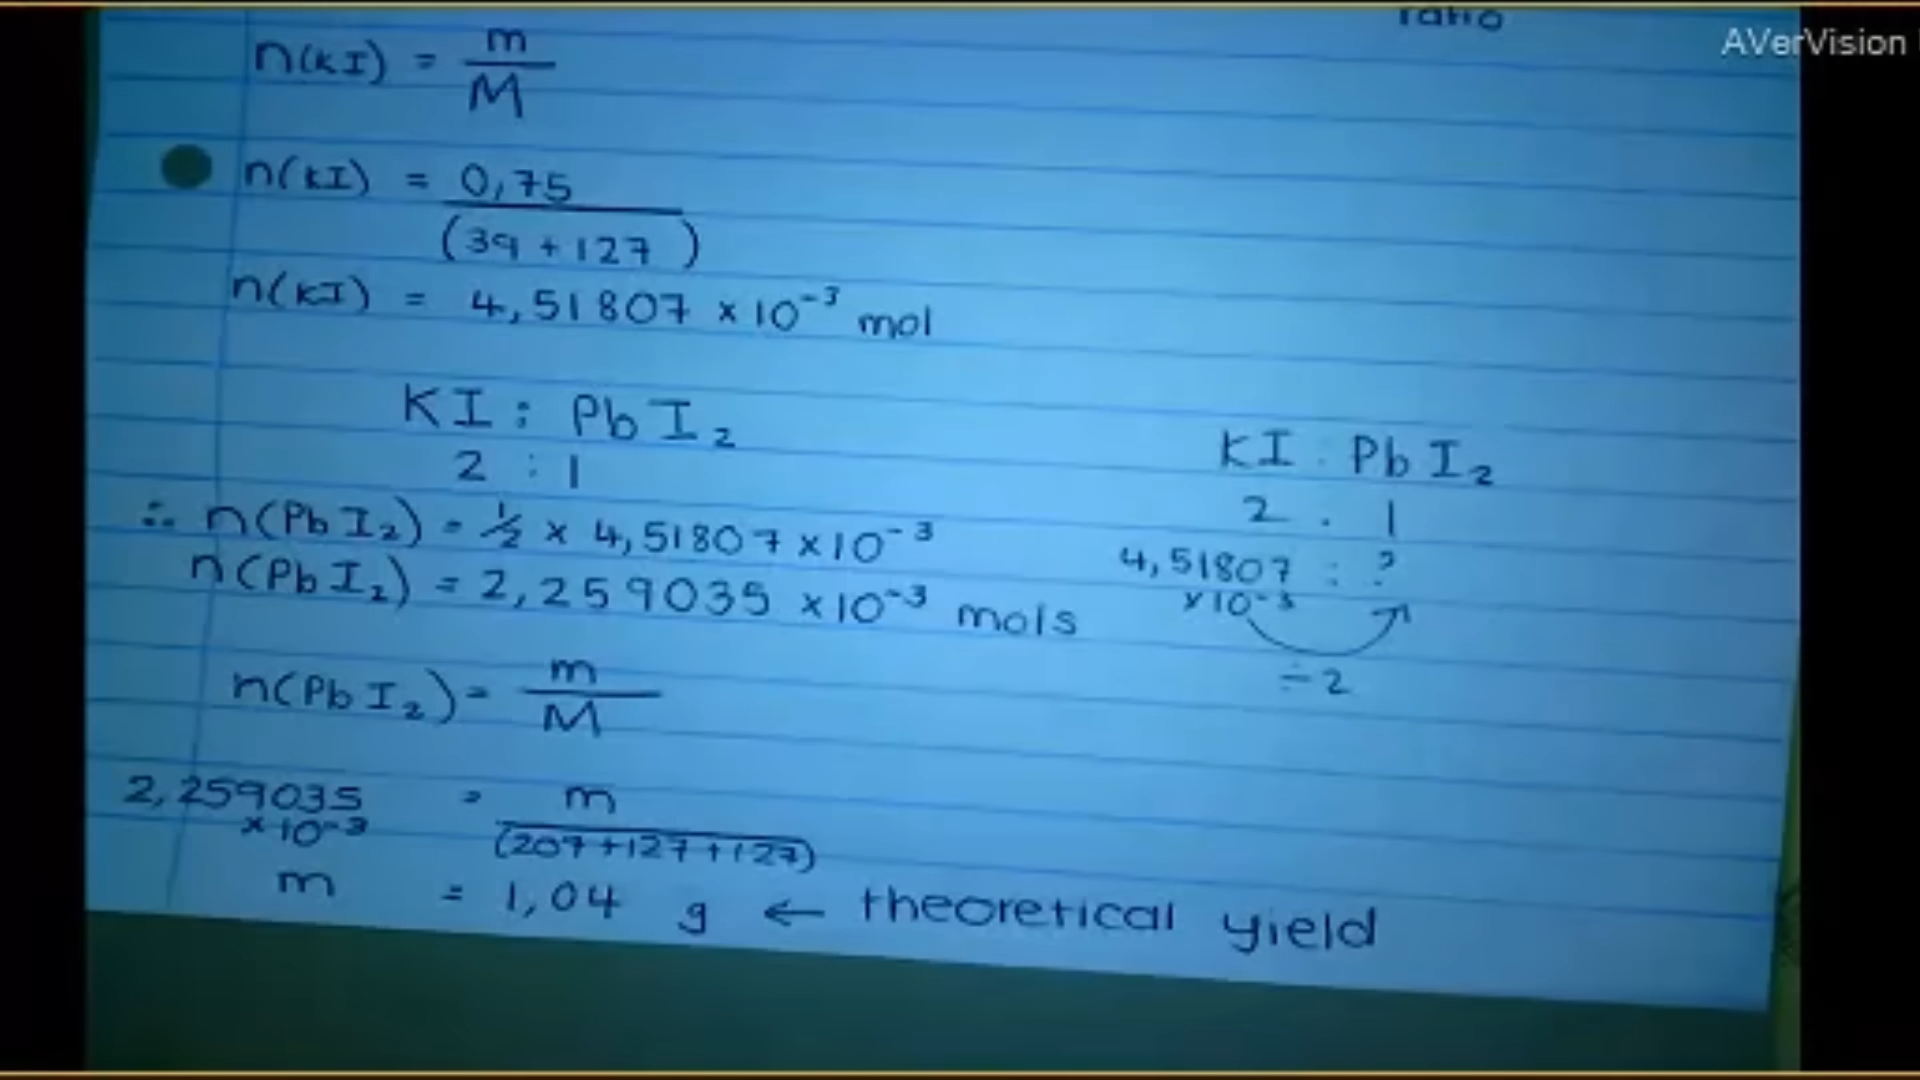 ratio
AVerVision
n(KI) = m
M
n(KI) = 0,75
(39 + 127)
n(KI) = 4,51807 × 10⁻³ mol
KI : PbI₂
2 : 1
∴ n(PbI₂) = ½ × 4,51807 × 10⁻³
n(PbI₂) = 2,259035 × 10⁻³ mols
KI : PbI₂
2 : 1
4,51807 : ?
× 10⁻³
÷ 2
n(PbI₂) = m
M
2,259035 = m
× 10⁻³ (207 + 127 + 127)
m = 1,04 g ← theoretical yield